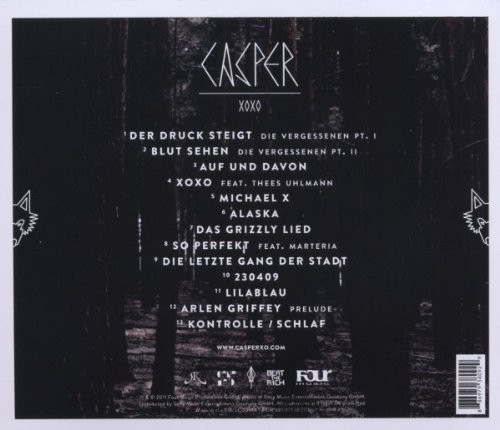 CASPER
XOXO
1 DER DRUCK STEIGT DIE VERGESSENEN PT. I
2 BLUT SEHEN DIE VERGESSENEN PT. II
3 AUF UND DAVON
4 XOXO FEAT. THEES UHLMANN
5 MICHAEL X
6 ALASKA
7 DAS GRIZZLY LIED
8 SO PERFEKT FEAT. MARTERIA
9 DIE LETZTE GANG DER STADT
10 230409
11 LILABLAU
12 ARLEN GRIFFEY PRELUDE-
13 KONTROLLE / SCHLAF
WWW.CASPERXO.COM
BEAT THE RICH
FOUR MUSIC